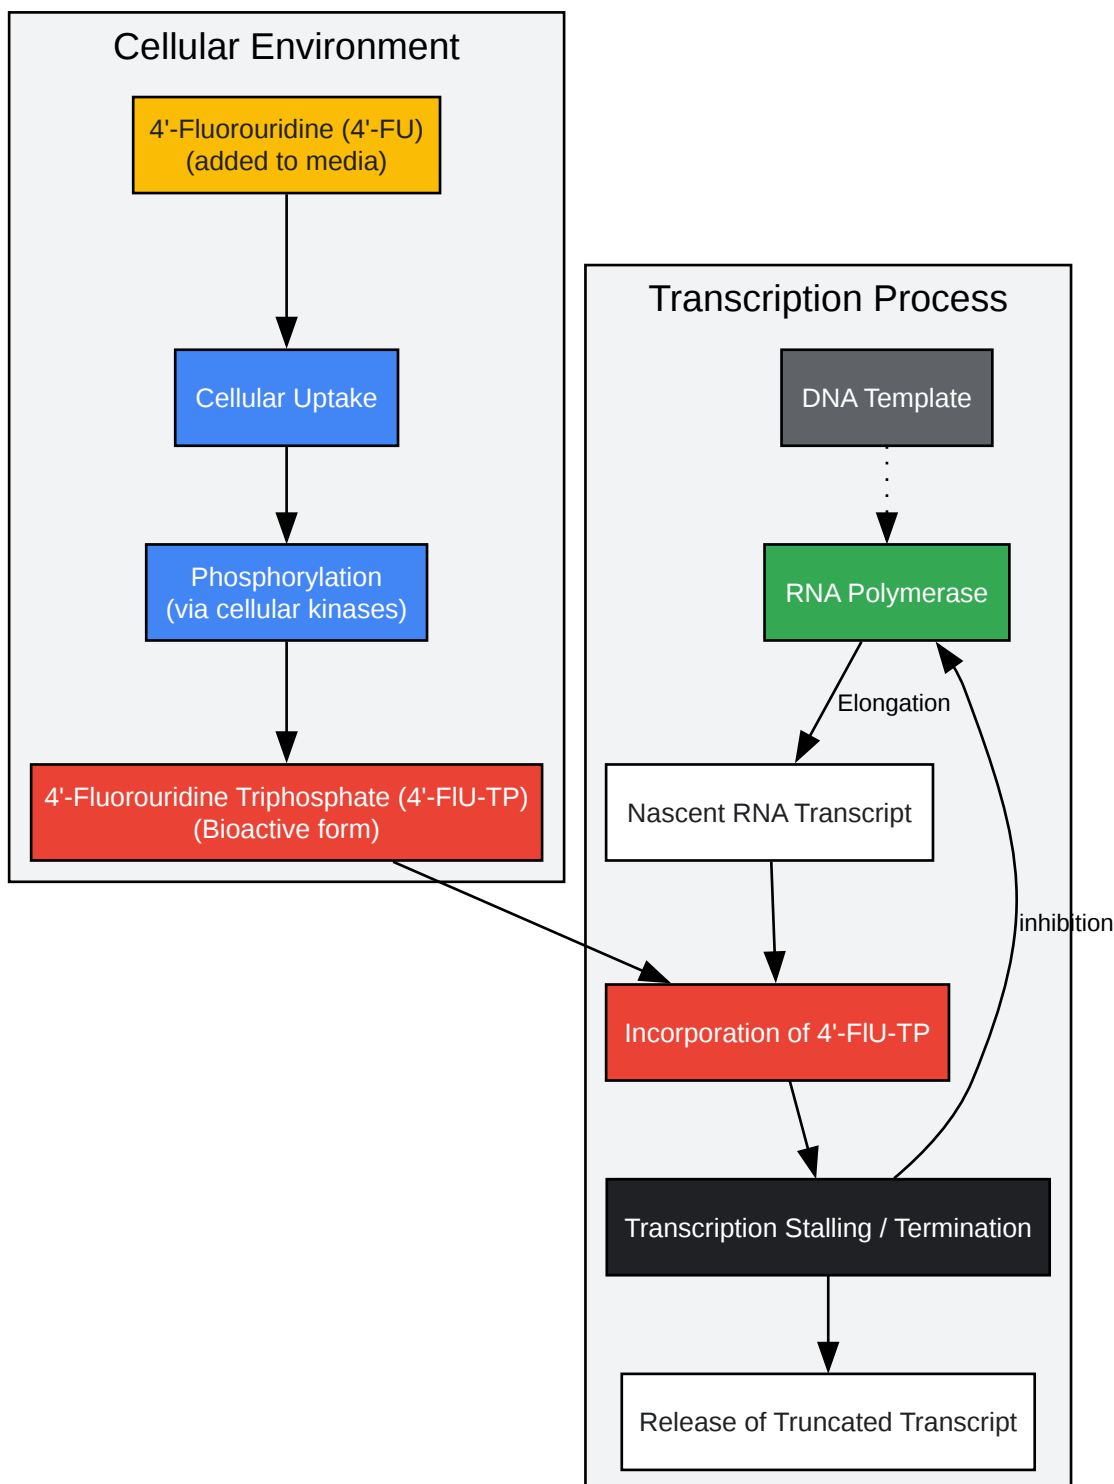 Cellular Environment
4'-Fluorouridine (4'-FU)
(added to media)
Cellular Uptake
Phosphorylation
(via cellular kinases)
4'-Fluorouridine Triphosphate (4'-FlU-TP)
(Bioactive form)
Transcription Process
DNA Template
RNA Polymerase
Elongation
Nascent RNA Transcript
inhibition
Incorporation of 4'-FlU-TP
Transcription Stalling / Termination
Release of Truncated Transcript